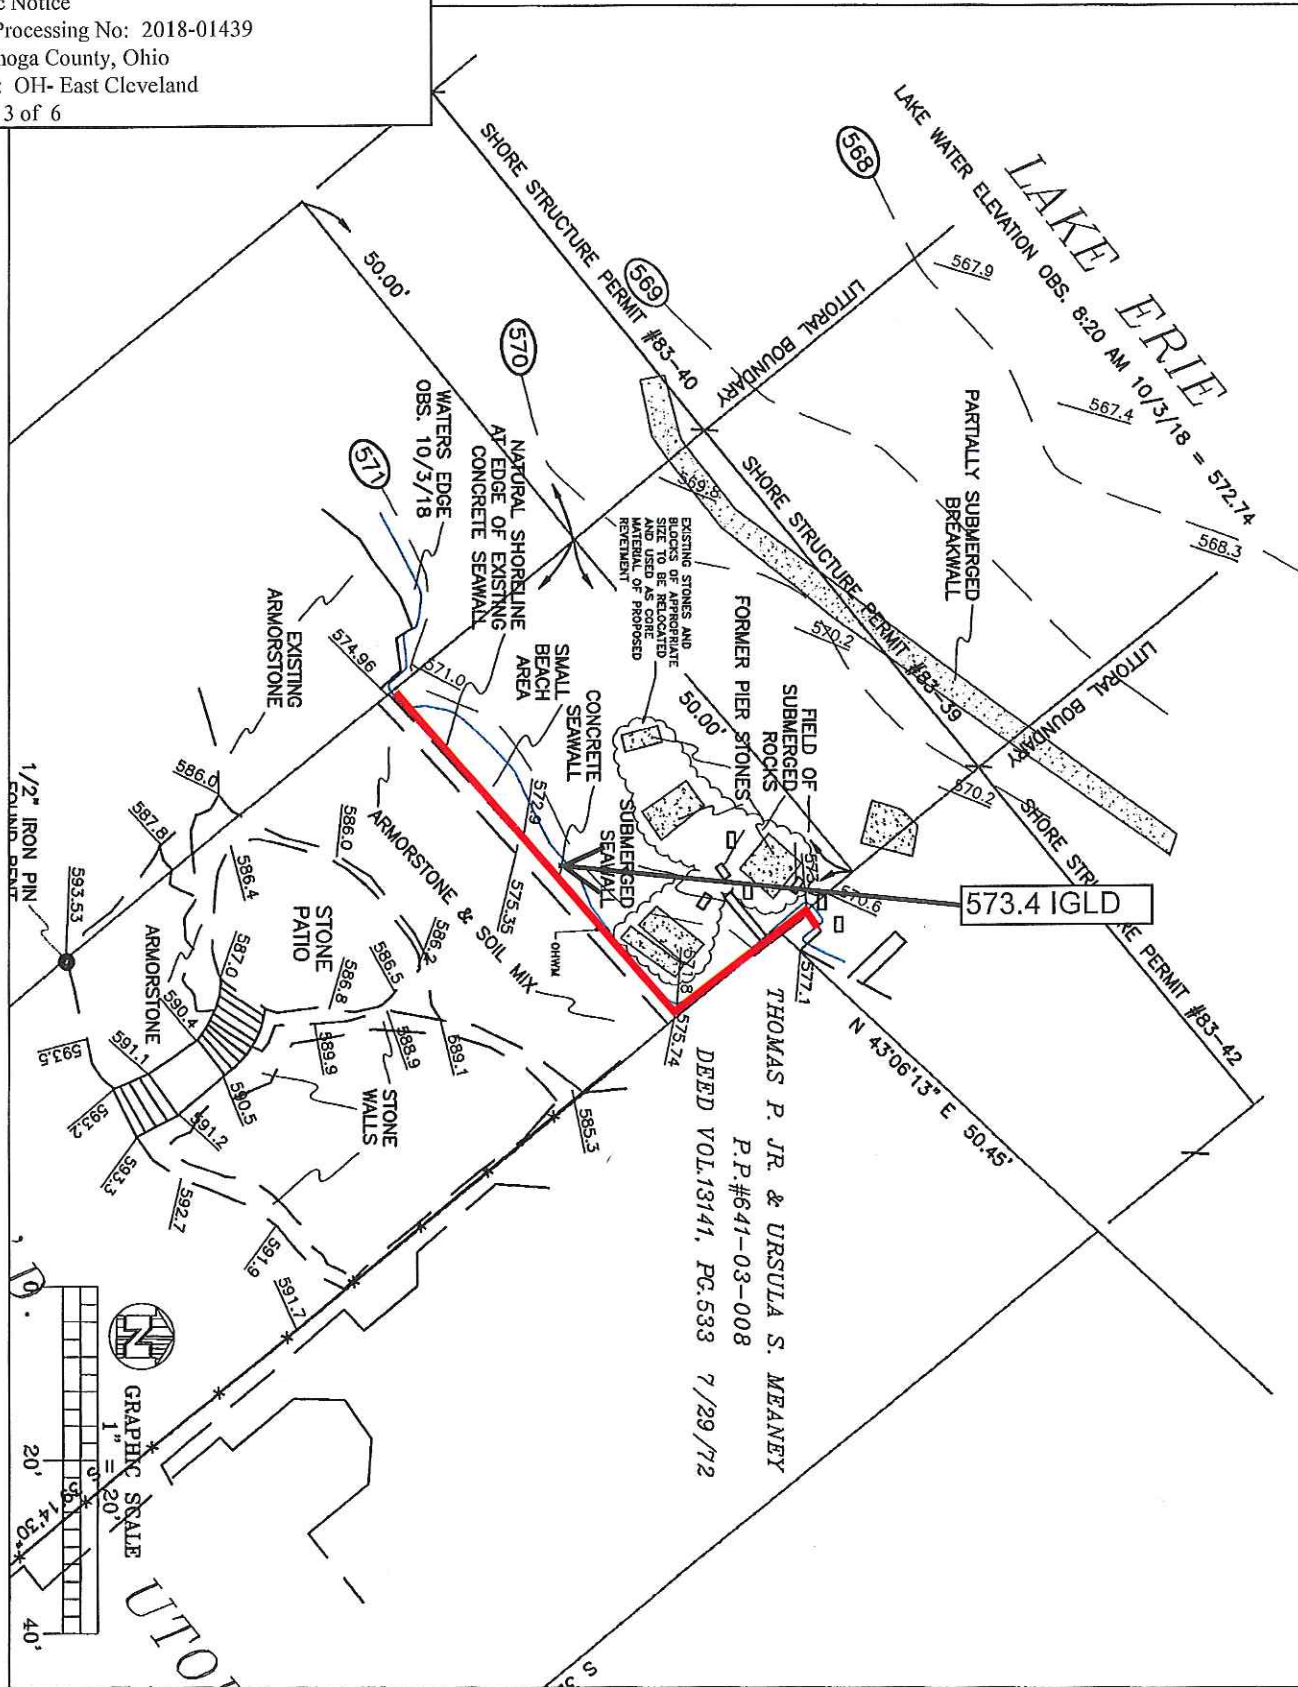 c Notice
Processing No: 2018-01439
noga County, Ohio
: OH- East Cleveland
3 of 6
LAKE ERIE
LAKE WATER ELEVATION OBS. 8:20 AM 10/3/18 = 572.74
568
567.9
567.4
568.3
569
570
571
SHORE STRUCTURE PERMIT #83-40
LITTORAL BOUNDARY
50.00'
PARTIALLY SUBMERGED
BREAKWALL
SHORE STRUCTURE PERMIT #83-39
LITTORAL BOUNDARY
569.8
570.2
570.2
570.6
WATERS EDGE
OBS. 10/3/18
NATURAL SHORELINE
AT EDGE OF EXISTING
CONCRETE SEAWALL
EXISTING STONES AND
BLOCKS OF APPROPRIATE
SIZE TO BE RELOCATED
AND USED AS CORE
MATERIAL OF PROPOSED
REVETMENT
FORMER PIER STONES
50.00'
FIELD OF
SUBMERGED
ROCKS
SMALL
BEACH
AREA
CONCRETE
SEAWALL
SUBMERGED
SEAWALL
573.4 IGLD
PERMIT #83-42
EXISTING
ARMORSTONE
574.96
571.0
572.9
575.35
571.8
575.74
577.1
OHWM
ARMORSTONE & SOIL MIX
N 43°06'13" E 50.45'
THOMAS P. JR. & URSULA S. MEANEY
P.P.#641-03-008
DEED VOL.13141, PG.533 7/29/72
586.0
587.8
586.4
586.0
586.2
586.5
586.8
587.0
STONE
PATIO
ARMORSTONE
590.4
591.1
589.9
588.9
589.1
585.3
590.5
591.2
STONE
WALLS
593.5
593.2
593.3
592.7
591.9
591.7
1/2" IRON PIN
FOUND BENT
593.53
N
GRAPHIC SCALE
1" = 20'
0
20'
40'
S